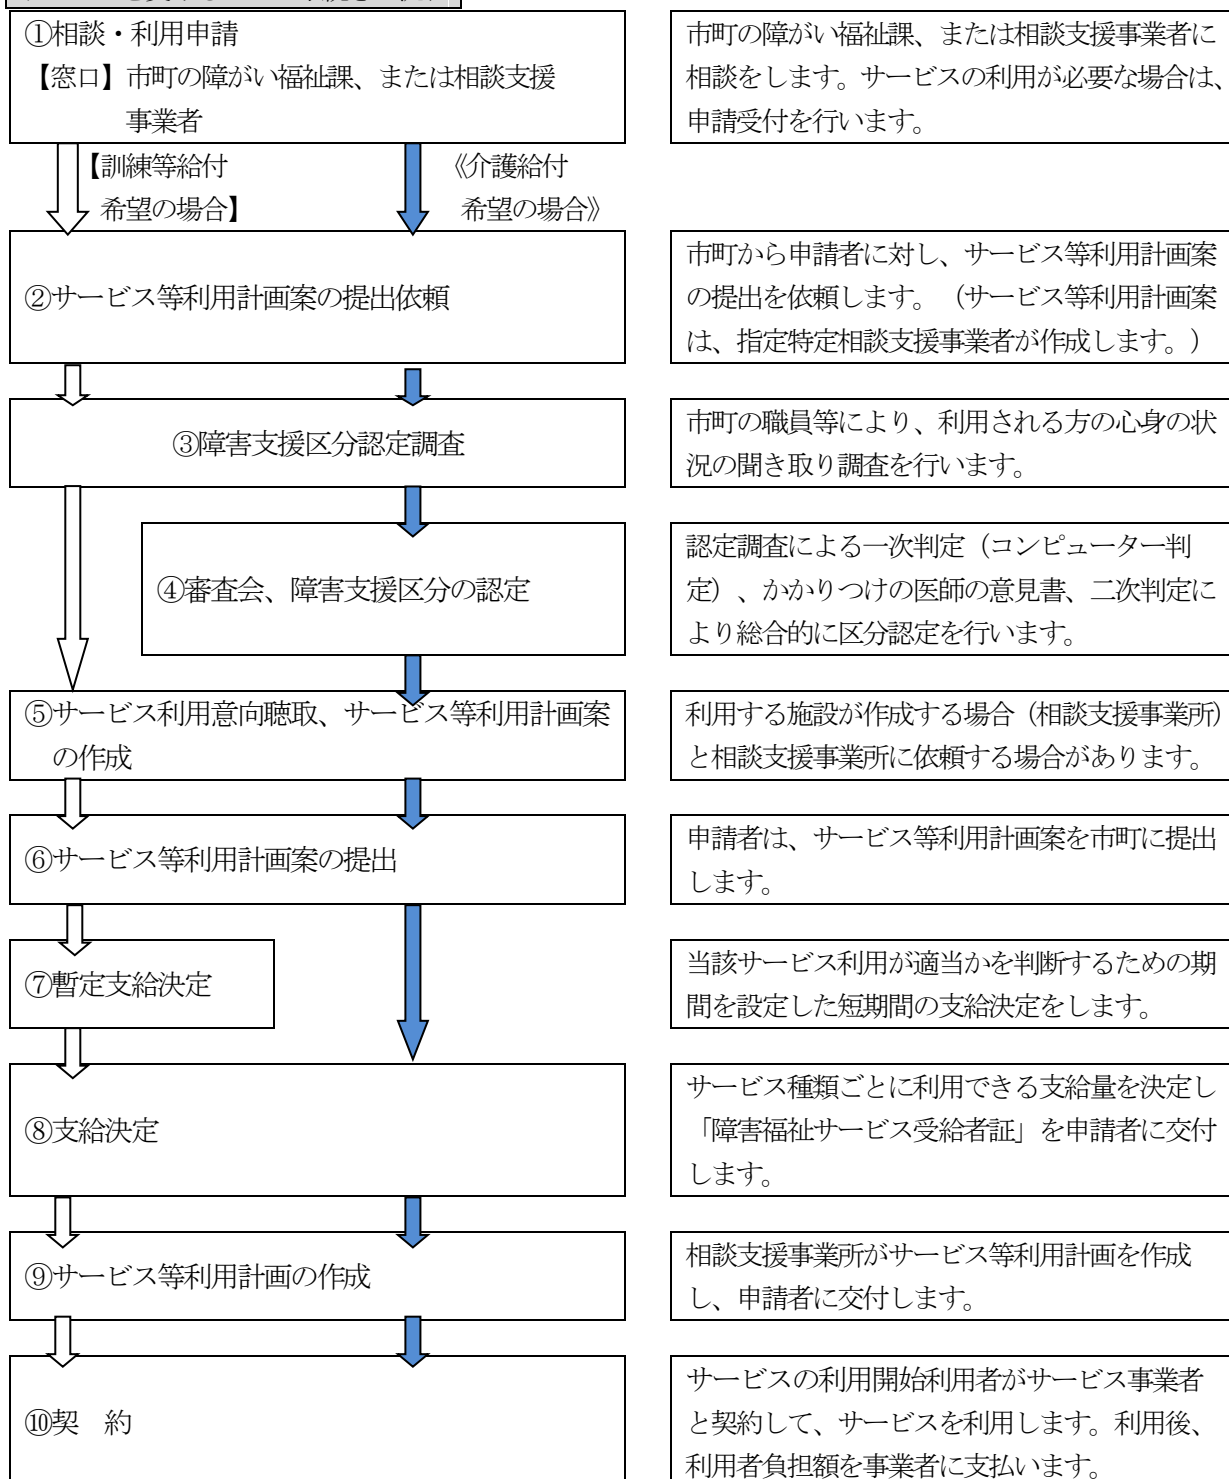 ①相談・利用申請
【窓口】市町の障がい福祉課、または相談支援
事業者
市町の障がい福祉課、または相談支援事業者に
相談をします。サービスの利用が必要な場合は、
申請受付を行います。
【訓練等給付
希望の場合】
《介護給付
希望の場合》
②サービス等利用計画案の提出依頼
市町から申請者に対し、サービス等利用計画案
の提出を依頼します。（サービス等利用計画案
は、指定特定相談支援事業者が作成します。）
③障害支援区分認定調査
市町の職員等により、利用される方の心身の状
況の聞き取り調査を行います。
④審査会、障害支援区分の認定
認定調査による一次判定（コンピューター判
定）、かかりつけの医師の意見書、二次判定に
より総合的に区分認定を行います。
⑤サービス利用意向聴取、サービス等利用計画案
の作成
利用する施設が作成する場合（相談支援事業所）
と相談支援事業所に依頼する場合があります。
⑥サービス等利用計画案の提出
申請者は、サービス等利用計画案を市町に提出
します。
⑦暫定支給決定
当該サービス利用が適当かを判断するための期
間を設定した短期間の支給決定をします。
⑧支給決定
サービス種類ごとに利用できる支給量を決定し
「障害福祉サービス受給者証」を申請者に交付
します。
⑨サービス等利用計画の作成
相談支援事業所がサービス等利用計画を作成
し、申請者に交付します。
⑩契　約
サービスの利用開始利用者がサービス事業者
と契約して、サービスを利用します。利用後、
利用者負担額を事業者に支払います。